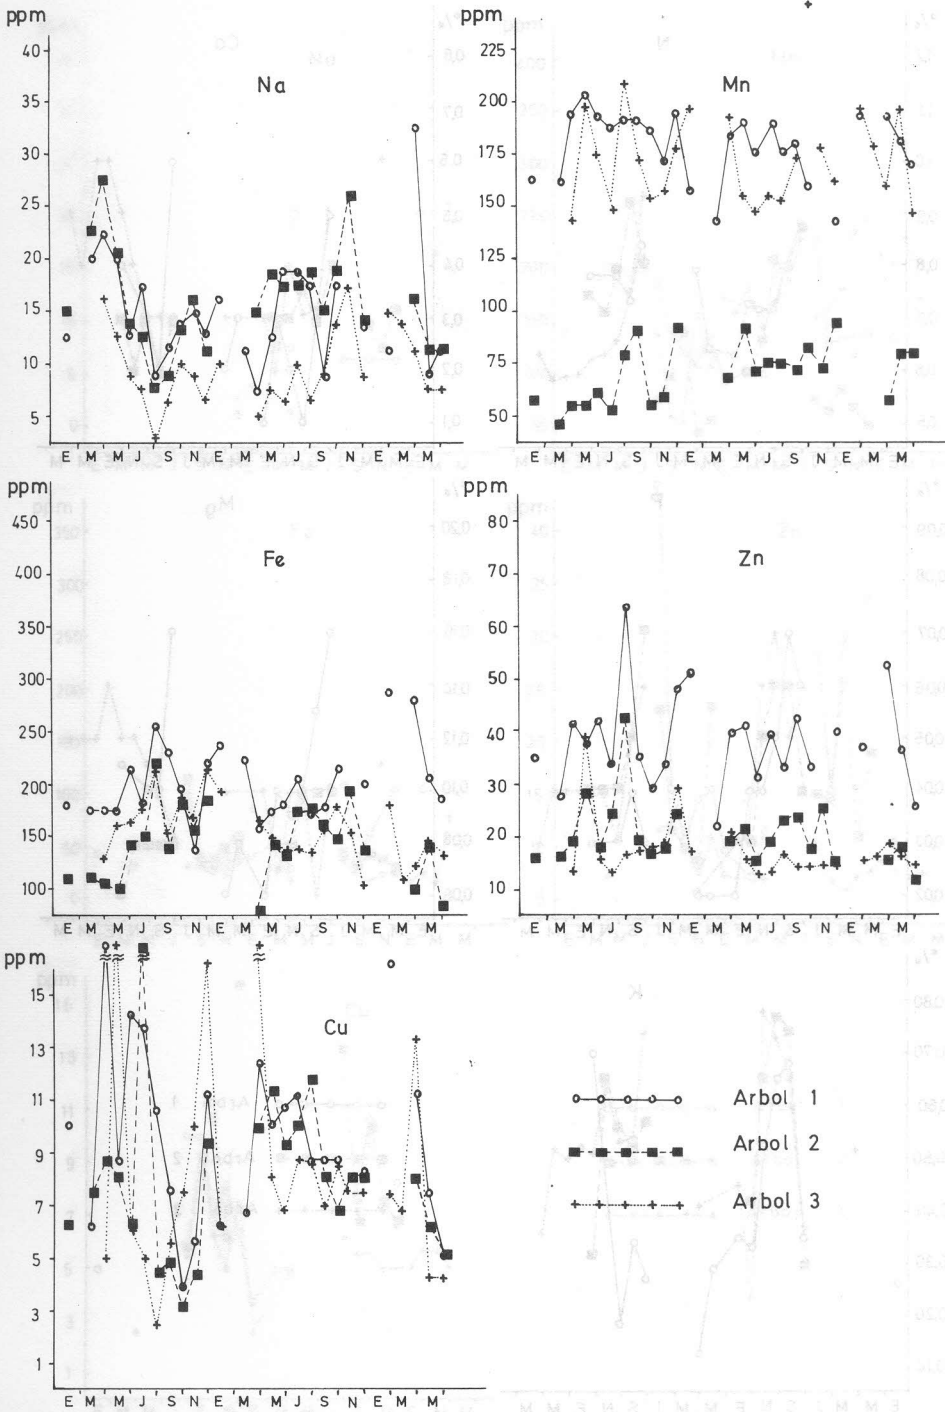 ppm
40
35
30
25
20
15
10
5
Na
E M M J S N E M M J S N E M M
ppm
225
200
175
150
125
100
75
50
Mn
E M M J S N E M M J S N E M M
ppm
450
400
350
300
250
200
150
100
Fe
E M M J S N E M M J S N E M M
ppm
80
70
60
50
40
30
20
10
Zn
E M M J S N E M M J S N E M M
ppm
15
13
11
9
7
5
3
1
Cu
E M M J S N E M M J S N E M M
Arbol 1
Arbol 2
Arbol 3